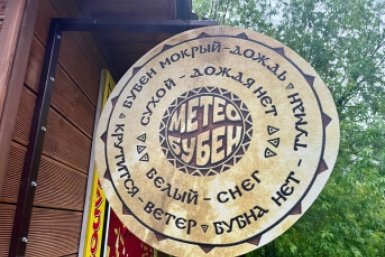 МЕТЕО
БУБЕН
СУХОЙ - ДОЖДЯ НЕТ
БЕЛЫЙ - СНЕГ
БУБЕН МОКРЫЙ - ДОЖДЬ
КРУТИТСЯ - ВЕТЕР
БУБНА НЕТ - ТУМАН